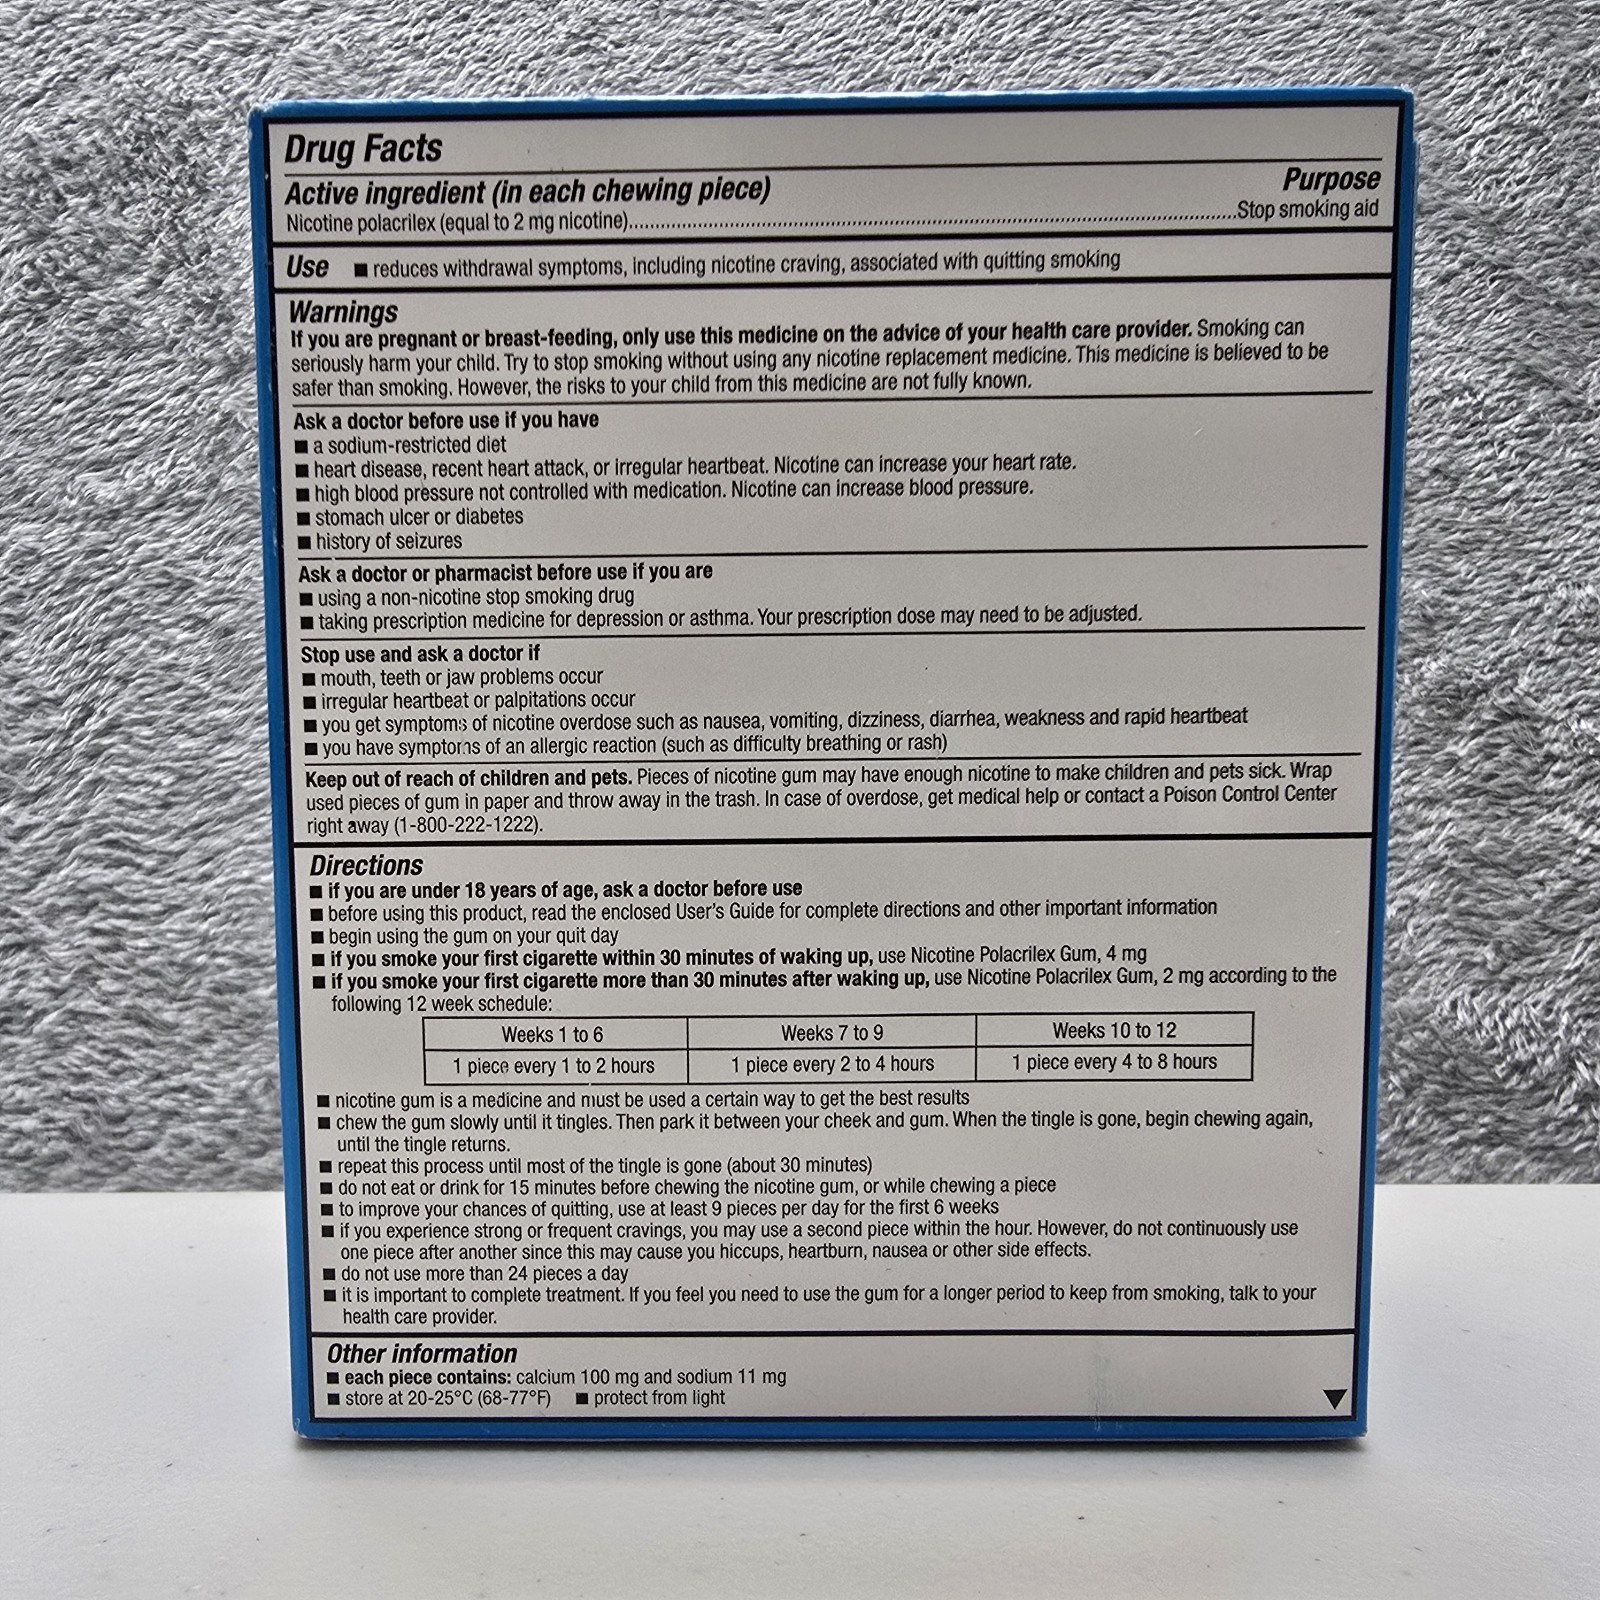 Drug Facts
Active ingredient (in each chewing piece) Purpose
Nicotine polacrilex (equal to 2 mg nicotine)....................Stop smoking aid
Use ■ reduces withdrawal symptoms, including nicotine craving, associated with quitting smoking
Warnings
If you are pregnant or breast-feeding, only use this medicine on the advice of your health care provider. Smoking can
seriously harm your child. Try to stop smoking without using any nicotine replacement medicine. This medicine is believed to be
safer than smoking. However, the risks to your child from this medicine are not fully known.
Ask a doctor before use if you have
■ a sodium-restricted diet
■ heart disease, recent heart attack, or irregular heartbeat. Nicotine can increase your heart rate.
■ high blood pressure not controlled with medication. Nicotine can increase blood pressure.
■ stomach ulcer or diabetes
■ history of seizures
Ask a doctor or pharmacist before use if you are
■ using a non-nicotine stop smoking drug
■ taking prescription medicine for depression or asthma. Your prescription dose may need to be adjusted.
Stop use and ask a doctor if
■ mouth, teeth or jaw problems occur
■ irregular heartbeat or palpitations occur
■ you get symptoms of nicotine overdose such as nausea, vomiting, dizziness, diarrhea, weakness and rapid heartbeat
■ you have symptoms of an allergic reaction (such as difficulty breathing or rash)
Keep out of reach of children and pets. Pieces of nicotine gum may have enough nicotine to make children and pets sick. Wrap
used pieces of gum in paper and throw away in the trash. In case of overdose, get medical help or contact a Poison Control Center
right away (1-800-222-1222).
Directions
■ if you are under 18 years of age, ask a doctor before use
■ before using this product, read the enclosed User's Guide for complete directions and other important information
■ begin using the gum on your quit day
■ if you smoke your first cigarette within 30 minutes of waking up, use Nicotine Polacrilex Gum, 4 mg
■ if you smoke your first cigarette more than 30 minutes after waking up, use Nicotine Polacrilex Gum, 2 mg according to the
following 12 week schedule:
Weeks 1 to 6 Weeks 7 to 9 Weeks 10 to 12
1 piece every 1 to 2 hours 1 piece every 2 to 4 hours 1 piece every 4 to 8 hours
■ nicotine gum is a medicine and must be used a certain way to get the best results
■ chew the gum slowly until it tingles. Then park it between your cheek and gum. When the tingle is gone, begin chewing again,
until the tingle returns.
■ repeat this process until most of the tingle is gone (about 30 minutes)
■ do not eat or drink for 15 minutes before chewing the nicotine gum, or while chewing a piece
■ to improve your chances of quitting, use at least 9 pieces per day for the first 6 weeks
■ if you experience strong or frequent cravings, you may use a second piece within the hour. However, do not continuously use
one piece after another since this may cause you hiccups, heartburn, nausea or other side effects.
■ do not use more than 24 pieces a day
■ it is important to complete treatment. If you feel you need to use the gum for a longer period to keep from smoking, talk to your
health care provider.
Other information
■ each piece contains: calcium 100 mg and sodium 11 mg
■ store at 20-25°C (68-77°F) ■ protect from light